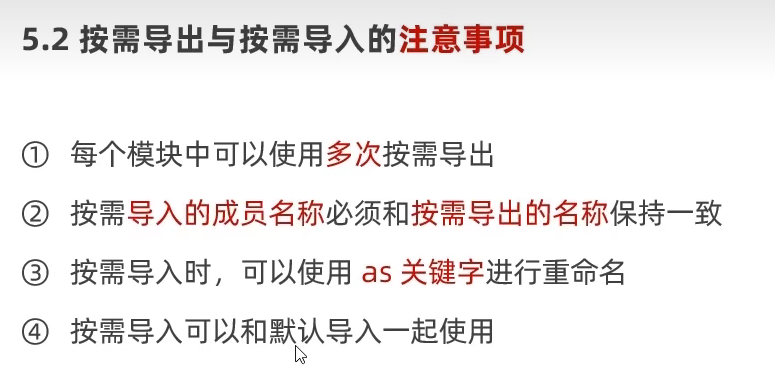 5.2 按需导出与按需导入的注意事项
① 每个模块中可以使用多次按需导出
② 按需导入的成员名称必须和按需导出的名称保持一致
③ 按需导入时，可以使用 as 关键字进行重命名
④ 按需导入可以和默认导入一起使用